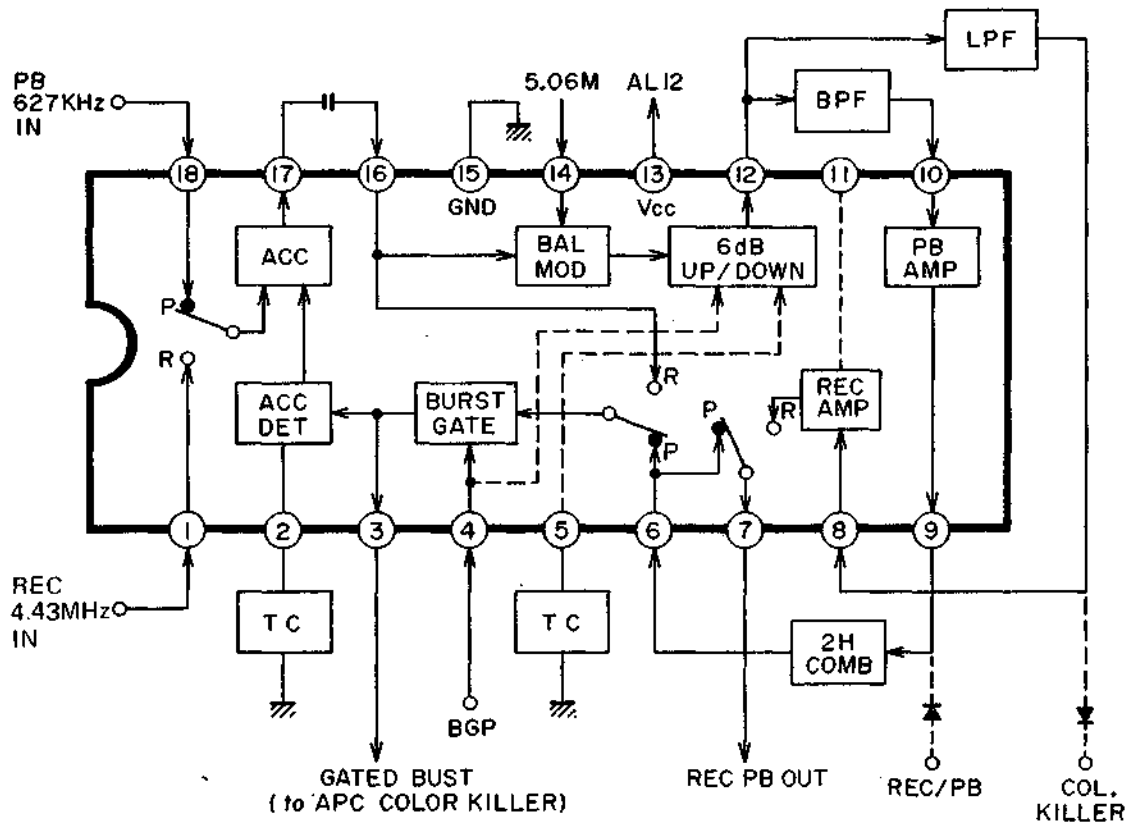 LPF
PB
627KHz
IN
5.06M
AL12
BPF
18
17
16
15
14
13
12
11
10
GND
Vcc
ACC
BAL
MOD
6dB
UP/DOWN
PB
AMP
P
R
ACC
DET
BURST
GATE
R
P
P
R
REC
AMP
1
2
3
4
5
6
7
8
9
REC
4.43MHz
IN
TC
TC
2H
COMB
BGP
GATED BUST
(to APC COLOR KILLER)
REC PB OUT
REC/PB
COL.
KILLER